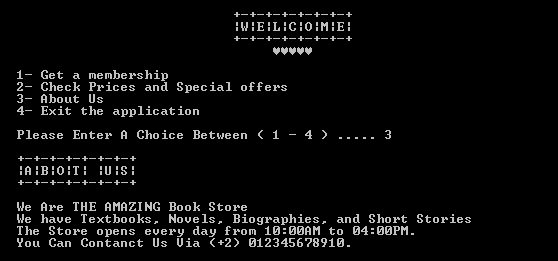 +-+-+-+-+-+-+-+
|W|E|L|C|O|M|E|
+-+-+-+-+-+-+-+
♥♥♥♥♥
1- Get a membership
2- Check Prices and Special offers
3- About Us
4- Exit the application
Please Enter A Choice Between ( 1 - 4 ) ..... 3
+-+-+-+-+-+-+-+
|A|B|O|T| |U|S|
+-+-+-+-+-+-+-+
We Are THE AMAZING Book Store
We have Textbooks, Novels, Biographies, and Short Stories
The Store opens every day from 10:00AM to 04:00PM.
You Can Contanct Us Via (+2) 012345678910.